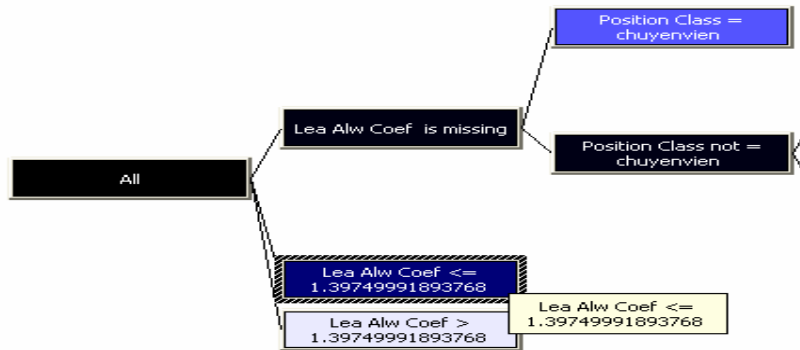 Position Class =
chuyenvien
Lea Alw Coef  is missing
Position Class not =
chuyenvien
All
Lea Alw Coef <=
1.39749991893768
Lea Alw Coef <=
1.39749991893768
Lea Alw Coef >
1.39749991893768